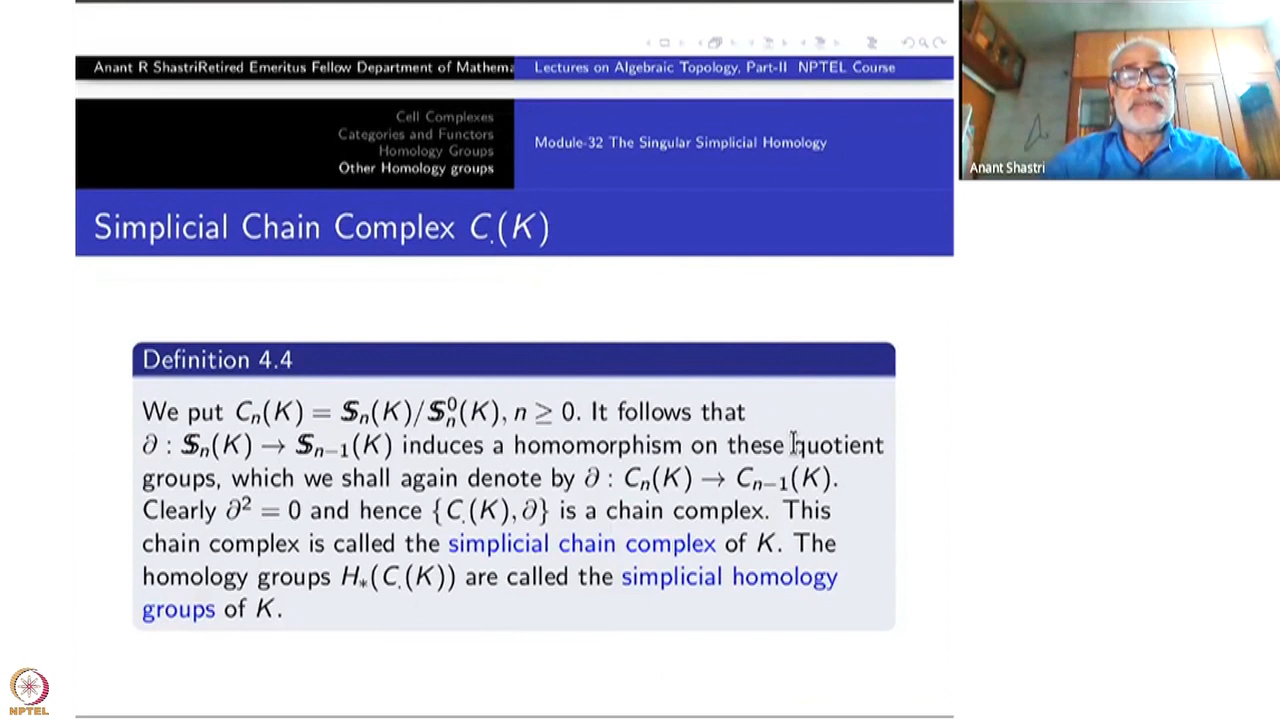 Anant R ShastriRetired Emeritus Fellow Department of Mathema
Lectures on Algebraic Topology, Part-II NPTEL Course
Cell Complexes
Categories and Functors
Homology Groups
Other Homology groups
Module-32 The Singular Simplicial Homology
Simplicial Chain Complex C.(K)
Definition 4.4
We put Cₙ(K) = 𝕊ₙ(K)/𝕊ₙ⁰(K), n ≥ 0. It follows that
∂ : 𝕊ₙ(K) → 𝕊ₙ₋₁(K) induces a homomorphism on these quotient
groups, which we shall again denote by ∂ : Cₙ(K) → Cₙ₋₁(K).
Clearly ∂² = 0 and hence {C.(K), ∂} is a chain complex. This
chain complex is called the simplicial chain complex of K. The
homology groups H∗(C.(K)) are called the simplicial homology
groups of K.
Anant Shastri
NPTEL